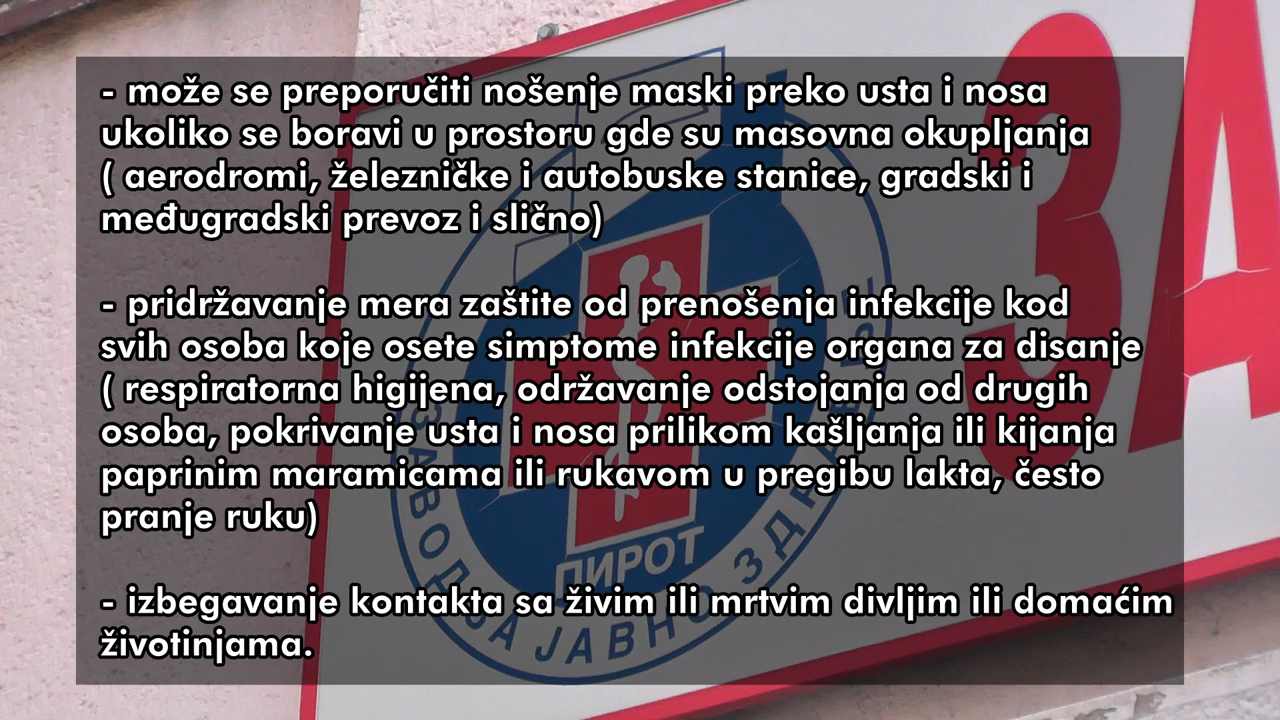 - može se preporučiti nošenje maski preko usta i nosa
ukoliko se boravi u prostoru gde su masovna okupljanja
( aerodromi, železničke i autobuske stanice, gradski i
međugradski prevoz i slično)
- pridržavanje mera zaštite od prenošenja infekcije kod
svih osoba koje osete simptome infekcije organa za disanje
( respiratorna higijena, održavanje odstojanja od drugih
osoba, pokrivanje usta i nosa prilikom kašljanja ili kijanja
paprinim maramicama ili rukavom u pregibu lakta, često
pranje ruku)
- izbegavanje kontakta sa živim ili mrtvim divljim ili domaćim
životinjama.
ЗА
ПИРОТ
ЈАВНО